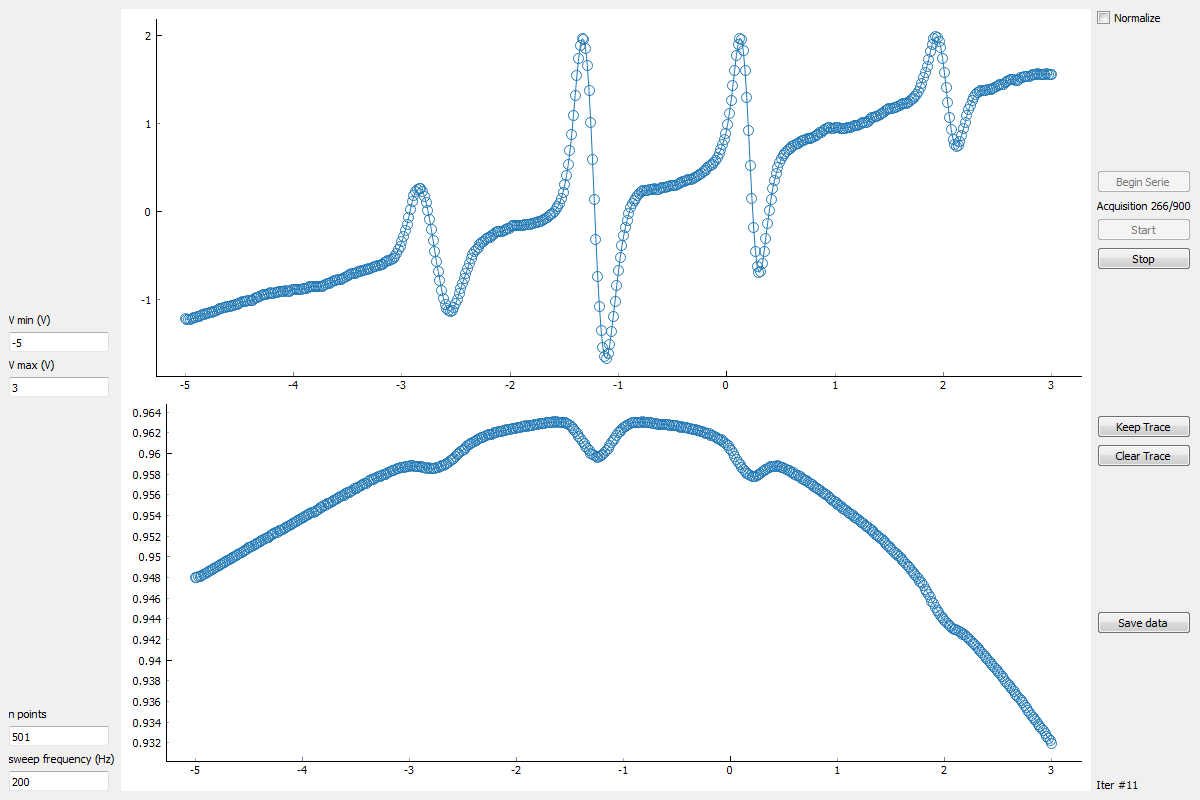 Normalize
2
1
0
-1
-5 -4 -3 -2 -1 0 1 2 3
Begin Serie
Acquisition 266/900
Start
Stop
V min (V)
-5
V max (V)
3
0.964
0.962
0.96
0.958
0.956
0.954
0.952
0.95
0.948
0.946
0.944
0.942
0.94
0.938
0.936
0.934
0.932
-5 -4 -3 -2 -1 0 1 2 3
Keep Trace
Clear Trace
Save data
n points
501
sweep frequency (Hz)
200
Iter #11